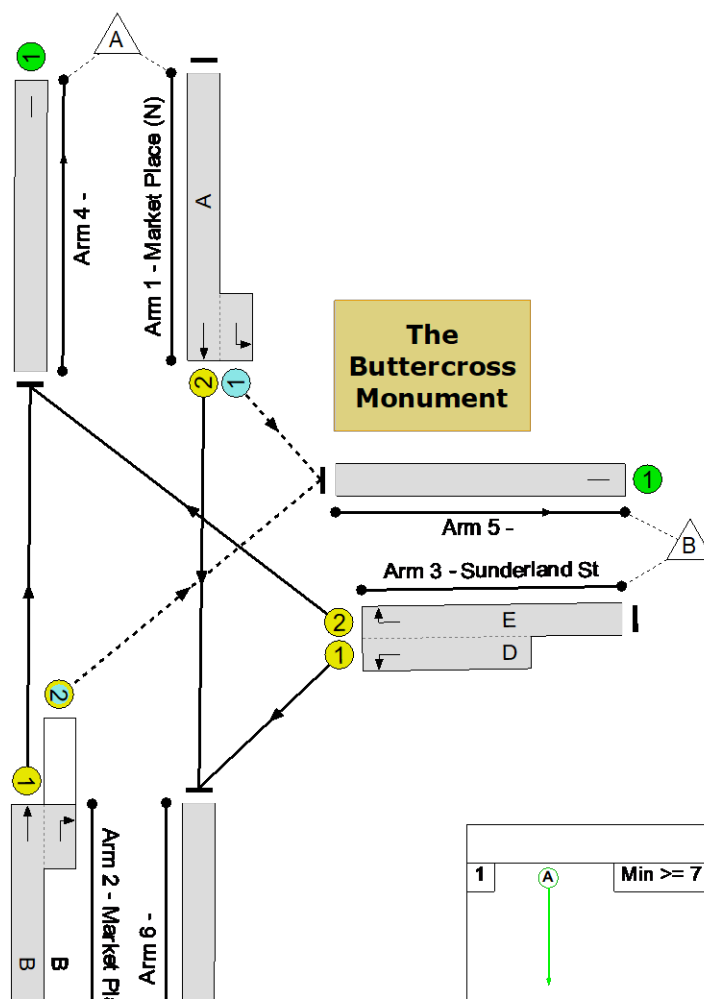 A
1
Arm 4 -
Arm 1 - Market Place (N)
A
2
1
The
Buttercross
Monument
1
Arm 5 -
B
Arm 3 - Sunderland St
2
E
1
D
2
1
Arm 2 - Market Pla
Arm 6 -
B
B
1
A
Min >= 7